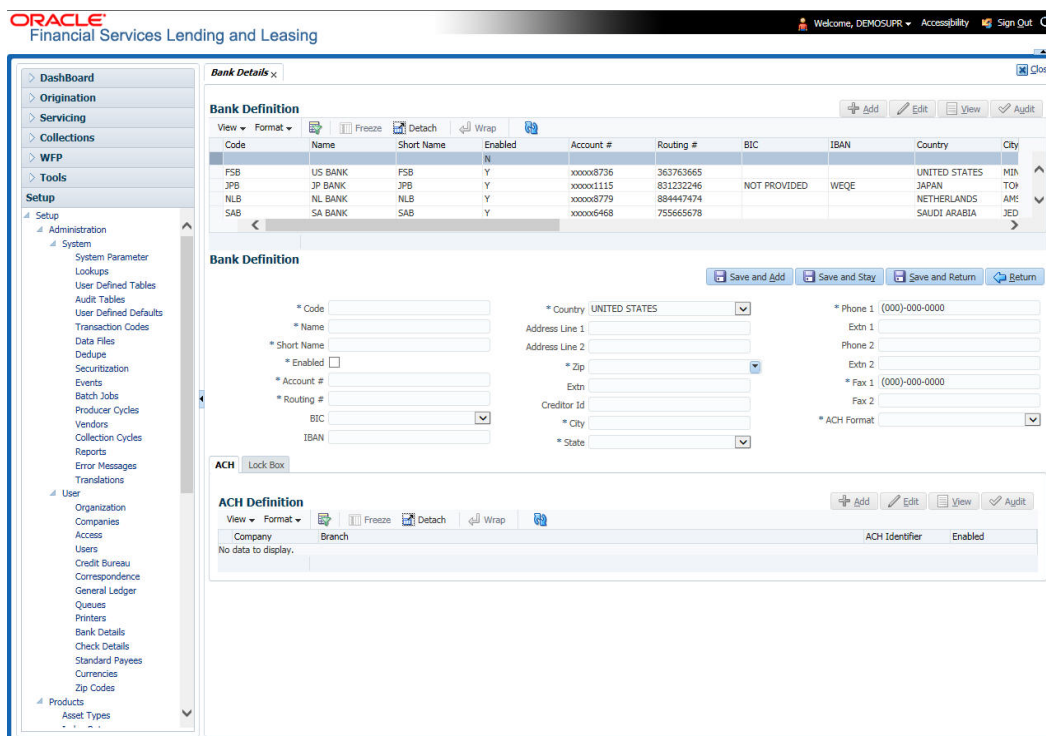 ORACLE
Financial Services Lending and Leasing
Welcome, DEMOSUPR Accessibility Sign Out
DashBoard
Origination
Servicing
Collections
WFP
Tools
Setup
Setup
Administration
System
System Parameter
Lookups
User Defined Tables
Audit Tables
User Defined Defaults
Transaction Codes
Data Files
Dedupe
Securitization
Events
Batch Jobs
Producer Cycles
Vendors
Collection Cycles
Reports
Error Messages
Translations
User
Organization
Companies
Access
Users
Credit Bureau
Correspondence
General Ledger
Queues
Printers
Bank Details
Check Details
Standard Payees
Currencies
Zip Codes
Products
Asset Types
Bank Details
Clos
Bank Definition
Add Edit View Audit
View Format Freeze Detach Wrap
Code Name Short Name Enabled Account # Routing # BIC IBAN Country City
N
FSB US BANK FSB Y xxxxx8736 363763665 UNITED STATES MIN
JPB JP BANK JPB Y xxxxx1115 831232246 NOT PROVIDED WEQE JAPAN TOK
NLB NL BANK NLB Y xxxxx8779 884447474 NETHERLANDS AMS
SAB SA BANK SAB Y xxxxx6468 755665678 SAUDI ARABIA JED
Bank Definition
Save and Add Save and Stay Save and Return Return
* Code
* Name
* Short Name
* Enabled
* Account #
* Routing #
BIC
IBAN
* Country UNITED STATES
Address Line 1
Address Line 2
* Zip
Extn
Creditor Id
* City
* State
* Phone 1 (000)-000-0000
Extn 1
Phone 2
Extn 2
* Fax 1 (000)-000-0000
Fax 2
* ACH Format
ACH Lock Box
ACH Definition
Add Edit View Audit
View Format Freeze Detach Wrap
Company Branch ACH Identifier Enabled
No data to display.